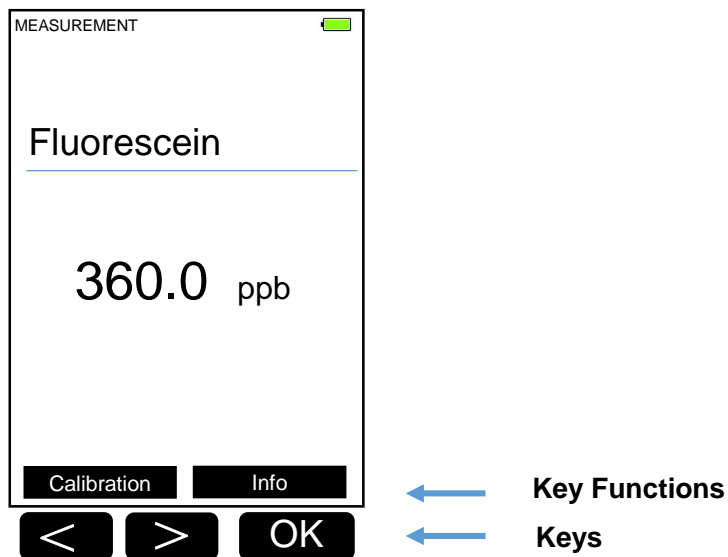 MEASUREMENT
Fluorescein
360.0 ppb
Calibration Info
Key Functions
< > OK
Keys